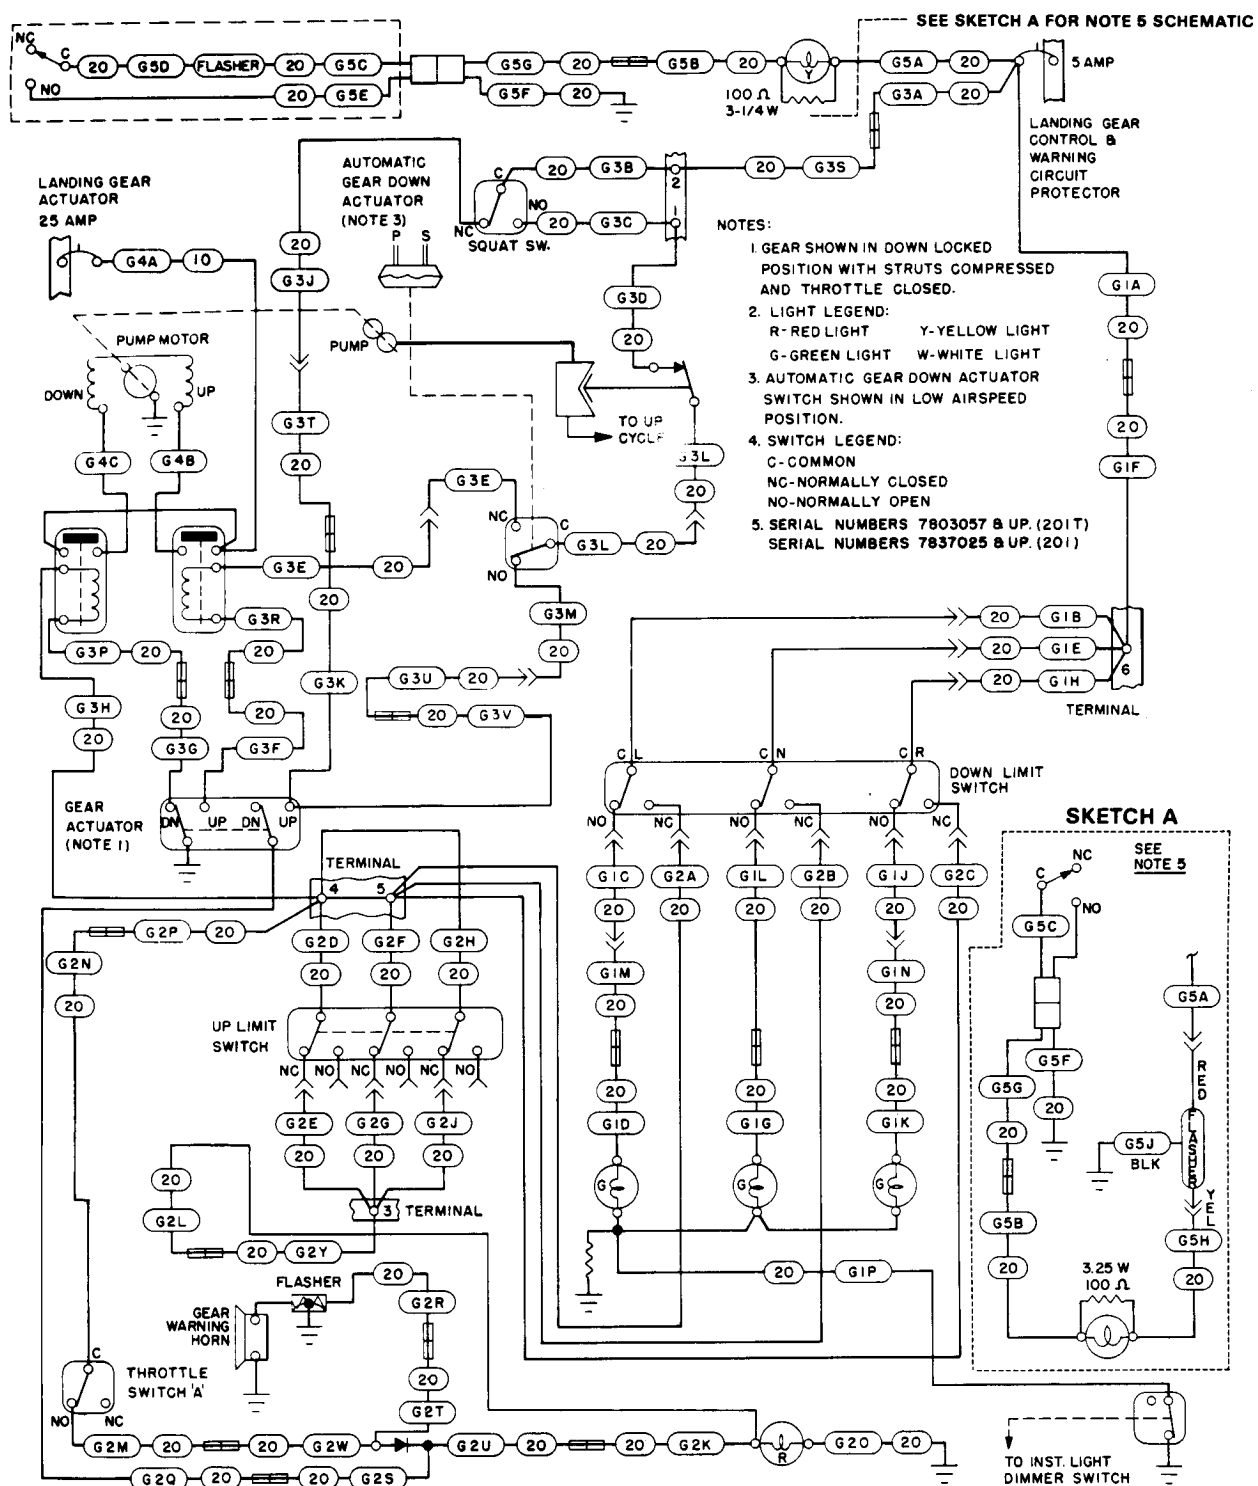 SEE SKETCH A FOR NOTE 5 SCHEMATIC
NC
C
20
G5D
FLASHER
20
G5C
NO
20
G5E
G5G
20
G5B
20
Y
G5A
20
5 AMP
G5F
20
100 Ω
3-1/4W
G3A
20
LANDING GEAR
CONTROL &
WARNING
CIRCUIT
PROTECTOR
LANDING GEAR
ACTUATOR
25 AMP
G4A
10
20
G3J
AUTOMATIC
GEAR DOWN
ACTUATOR
(NOTE 3)
P
S
C
20
G3B
2
20
G3S
NO
20
G3C
1
NC
SQUAT SW.
G3D
20
NOTES:
1. GEAR SHOWN IN DOWN LOCKED
POSITION WITH STRUTS COMPRESSED
AND THROTTLE CLOSED.
2. LIGHT LEGEND:
R-RED LIGHT Y-YELLOW LIGHT
G-GREEN LIGHT W-WHITE LIGHT
3. AUTOMATIC GEAR DOWN ACTUATOR
SWITCH SHOWN IN LOW AIRSPEED
POSITION.
4. SWITCH LEGEND:
C-COMMON
NC-NORMALLY CLOSED
NO-NORMALLY OPEN
5. SERIAL NUMBERS 7803057 & UP. (201T)
SERIAL NUMBERS 7837025 & UP. (201)
G1A
20
20
G1F
PUMP MOTOR
DOWN
UP
PUMP
TO UP
CYCLE
G4C
G4B
G3T
20
G3L
20
G3E
NC
C
G3L
20
NO
G3E
20
20
G3M
20
G3R
20
G3P
20
G3K
G3U
20
20
G3V
G3H
20
20
G3G
20
G3F
20
G1B
20
G1E
6
20
G1H
TERMINAL
GEAR
ACTUATOR
(NOTE 1)
DN
UP
DN
UP
C L
C N
C R
DOWN LIMIT
SWITCH
NO
NC
NO
NC
NO
NC
G1C
G2A
G1L
G2B
G1J
G2C
20
20
20
20
20
20
G1M
20
G1N
20
20
20
20
G1D
G1G
G1K
G
G
G
20
G1P
TERMINAL
4
5
G2P
20
G2N
20
G2D
G2F
G2H
20
20
20
UP LIMIT
SWITCH
NC
NO
NC
NO
NC
NO
G2E
G2G
G2J
20
20
20
3
TERMINAL
20
G2L
20
G2Y
FLASHER
20
G2R
GEAR
WARNING
HORN
20
G2T
C
THROTTLE
SWITCH 'A'
NO
NC
G2M
20
20
G2W
G2U
20
20
G2K
R
G2O
20
G2Q
20
20
G2S
TO INST. LIGHT
DIMMER SWITCH
SKETCH A
SEE
NOTE 5
NC
C
NO
G5C
G5A
G5F
20
RED
G5G
20
FLASHER
G5J
BLK
YEL
G5B
20
G5H
20
3.25 W
100 Ω